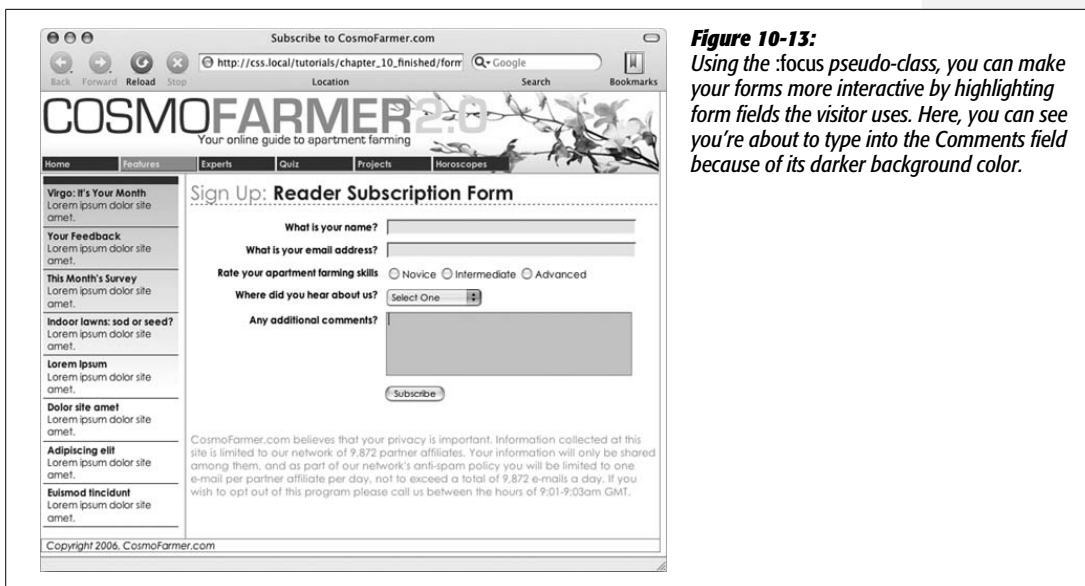 Subscribe to CosmoFarmer.com
http://css.local/tutorials/chapter_10_finished/form
Google
Back Forward Reload Stop Location Search Bookmarks
COSMOFARMER 2.0
Your online guide to apartment farming
Home Features Experts Quiz Projects Horoscopes
Virgo: It's Your Month
Lorem ipsum dolor site
amet.
Your Feedback
Lorem ipsum dolor site
amet.
This Month's Survey
Lorem ipsum dolor site
amet.
Indoor lawns: sod or seed?
Lorem ipsum dolor site
amet.
Lorem Ipsum
Lorem ipsum dolor site
amet.
Dolor site amet
Lorem ipsum dolor site
amet.
Adipiscing elit
Lorem ipsum dolor site
amet.
Euismod tincidunt
Lorem ipsum dolor site
amet.
Sign Up: Reader Subscription Form
What is your name?
What is your email address?
Rate your apartment farming skills Novice Intermediate Advanced
Where did you hear about us? Select One
Any additional comments?
Subscribe
CosmoFarmer.com believes that your privacy is important. Information collected at this
site is limited to our network of 9,872 partner affiliates. Your information will only be shared
among them, and as part of our network's anti-spam policy you will be limited to one
e-mail per partner affiliate per day, not to exceed a total of 9,872 e-mails a day. If you
wish to opt out of this program please call us between the hours of 9:01-9:03am GMT.
Copyright 2006, CosmoFarmer.com
Figure 10-13:
Using the :focus pseudo-class, you can make
your forms more interactive by highlighting
form fields the visitor uses. Here, you can see
you're about to type into the Comments field
because of its darker background color.